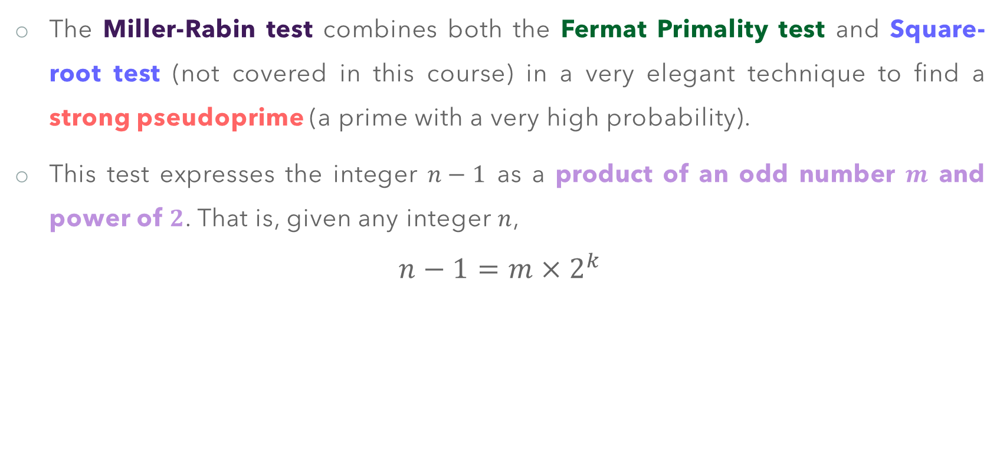 ○ The Miller-Rabin test combines both the Fermat Primality test and Square-
root test (not covered in this course) in a very elegant technique to find a
strong pseudoprime (a prime with a very high probability).
○ This test expresses the integer n − 1 as a product of an odd number m and
power of 2. That is, given any integer n,
n − 1 = m × 2^k